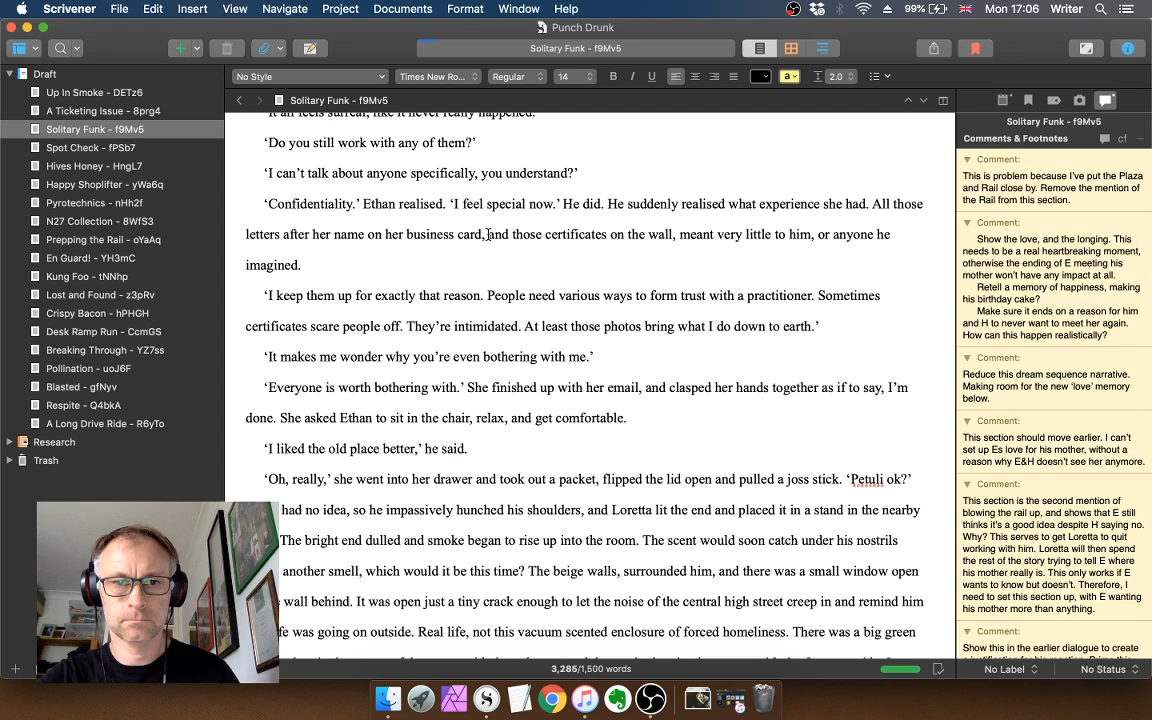 Scrivener File Edit Insert View Navigate Project Documents Format Window Help 99% Mon 17:06 Writer
Punch Drunk
Solitary Funk - f9Mv5
Draft
Up In Smoke - DETz6
A Ticketing Issue - 8prg4
Solitary Funk - f9Mv5
Spot Check - fPSb7
Hives Honey - HngL7
Happy Shoplifter - yWa6q
Pyrotechnics - nHh2f
N27 Collection - 8WfS3
Prepping the Rail - oYaAq
En Guard! - YH3mC
Kung Foo - tNNhp
Lost and Found - z3pRv
Crispy Bacon - hPHGH
Desk Ramp Run - CcmGS
Breaking Through - YZ7ss
Pollination - uoJ6F
Blasted - gfNyv
Respite - Q4bkA
A Long Drive Ride - R6yTo
Research
Trash
No Style Times New Ro... Regular 14 B I U a 2.0
Solitary Funk - f9Mv5
‘It all feels surreal, like it never really happened.
‘Do you still work with any of them?’
‘I can’t talk about anyone specifically, you understand?’
‘Confidentiality.’ Ethan realised. ‘I feel special now.’ He did. He suddenly realised what experience she had. All those
letters after her name on her business card, and those certificates on the wall, meant very little to him, or anyone he
imagined.
‘I keep them up for exactly that reason. People need various ways to form trust with a practitioner. Sometimes
certificates scare people off. They’re intimidated. At least those photos bring what I do down to earth.’
‘It makes me wonder why you’re even bothering with me.’
‘Everyone is worth bothering with.’ She finished up with her email, and clasped her hands together as if to say, I’m
done. She asked Ethan to sit in the chair, relax, and get comfortable.
‘I liked the old place better,’ he said.
‘Oh, really,’ she went into her drawer and took out a packet, flipped the lid open and pulled a joss stick. ‘Petuli ok?’
had no idea, so he impassively hunched his shoulders, and Loretta lit the end and placed it in a stand in the nearby
The bright end dulled and smoke began to rise up into the room. The scent would soon catch under his nostrils
another smell, which would it be this time? The beige walls, surrounded him, and there was a small window open
wall behind. It was open just a tiny crack enough to let the noise of the central high street creep in and remind him
was going on outside. Real life, not this vacuum scented enclosure of forced homeliness. There was a big green
3,285/1,500 words
Solitary Funk - f9Mv5
Comments & Footnotes cf
Comment:
This is problem because I’ve put the Plaza
and Rail close by. Remove the mention of
the Rail from this section.
Comment:
Show the love, and the longing. This
needs to be a real heartbreaking moment,
otherwise the ending of E meeting his
mother won’t have any impact at all.
Retell a memory of happiness, making
his birthday cake?
Make sure it ends on a reason for him
and H to never want to meet her again.
How can this happen realistically?
Comment:
Reduce this dream sequence narrative.
Making room for the new ‘love’ memory
below.
Comment:
This section should move earlier. I can’t
set up Es love for his mother, without a
reason why E&H doesn’t see her anymore.
Comment:
This section is the second mention of
blowing the rail up, and shows that E still
thinks it’s a good idea despite H saying no.
Why? This serves to get Loretta to quit
working with him. Loretta will then spend
the rest of the story trying to tell E where
his mother really is. This only works if E
wants to know but doesn’t. Therefore, I
need to set this section up, with E wanting
his mother more than anything.
Comment:
Show this in the earlier dialogue to create
No Label No Status